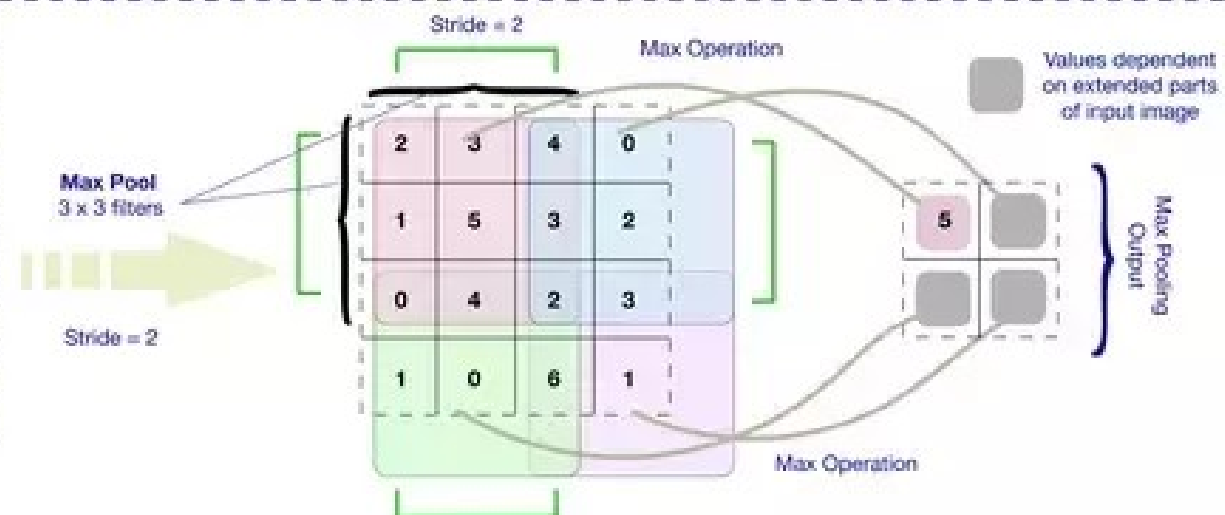 Stride = 2
Max Operation
Values dependent
on extended parts
of input image
Max Pool
3 x 3 filters
2 3 4 0
1 5 3 2
5
0 4 2 3
Stride = 2
1 0 6 1
Max Pooling
Output
Max Operation